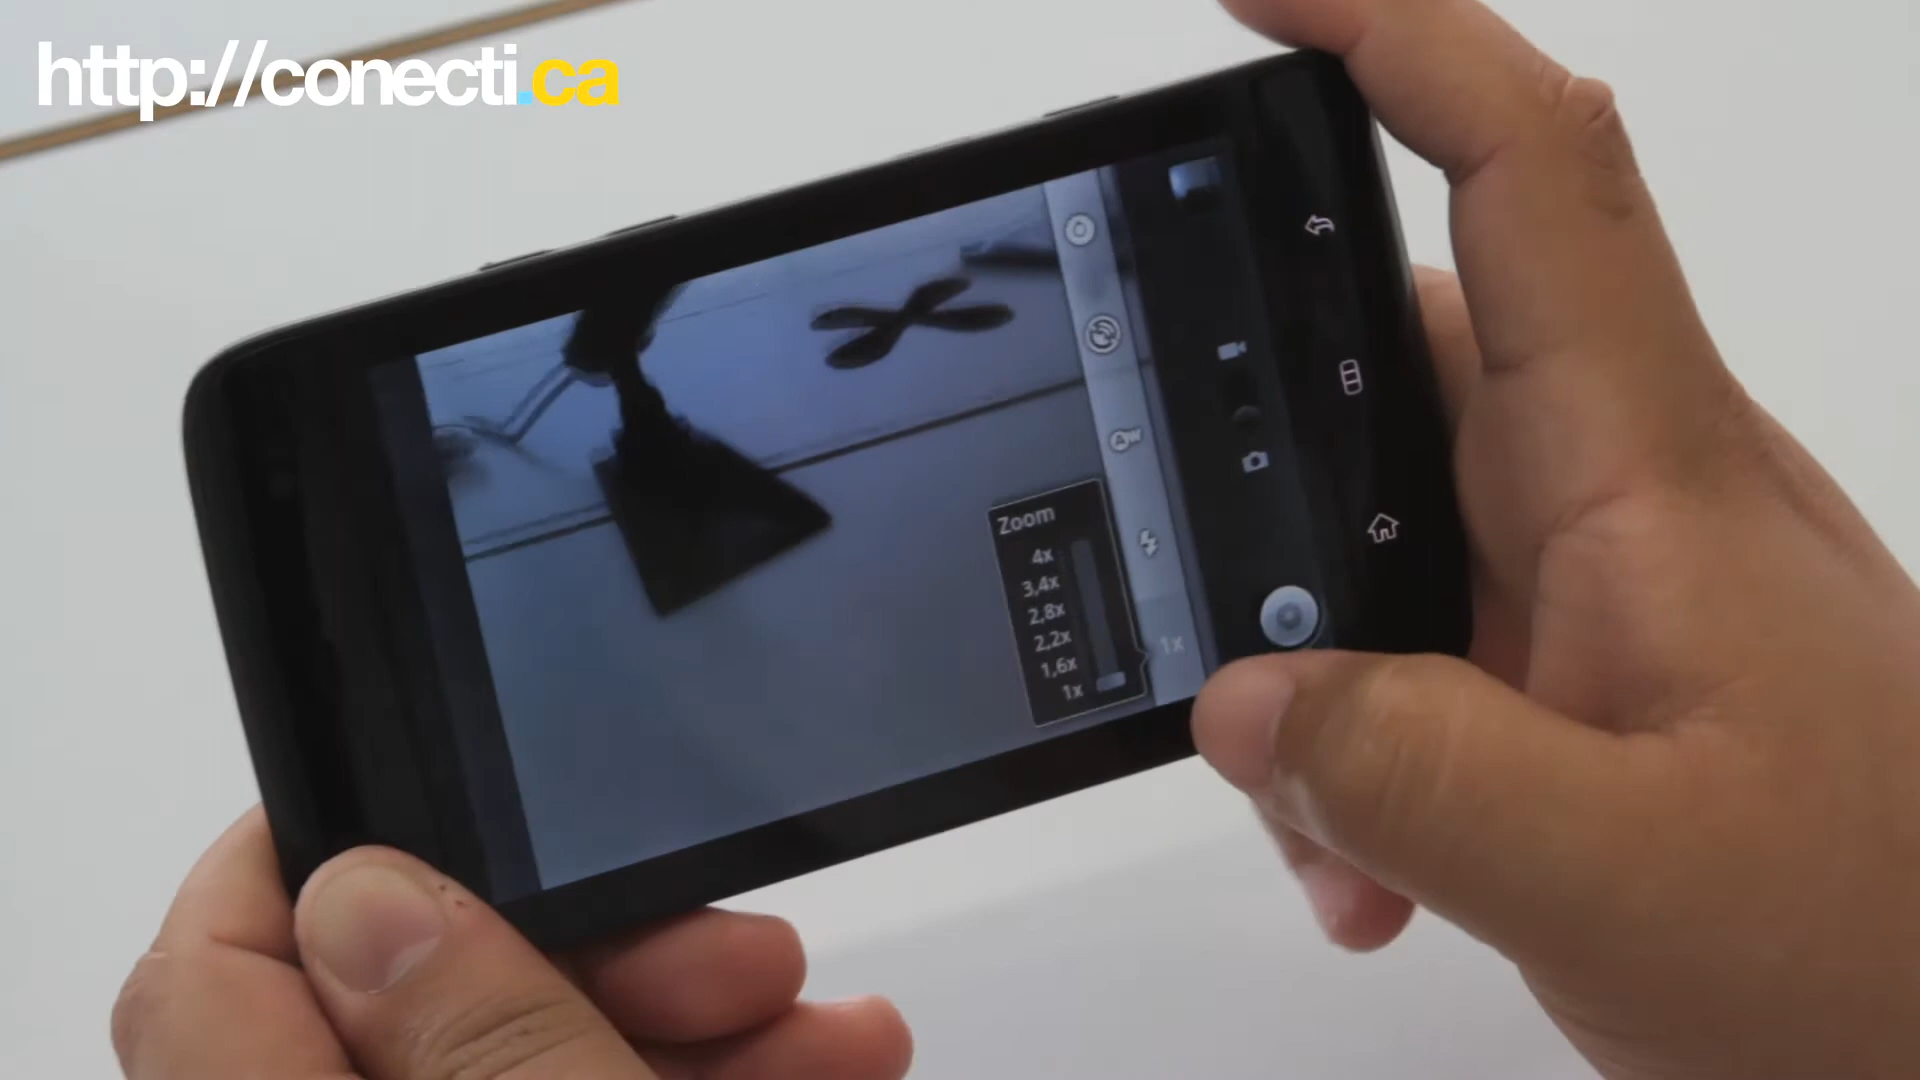 http://conecti.ca
Zoom
4x
3,4x
2,8x
2,2x
1,6x
1x
1x